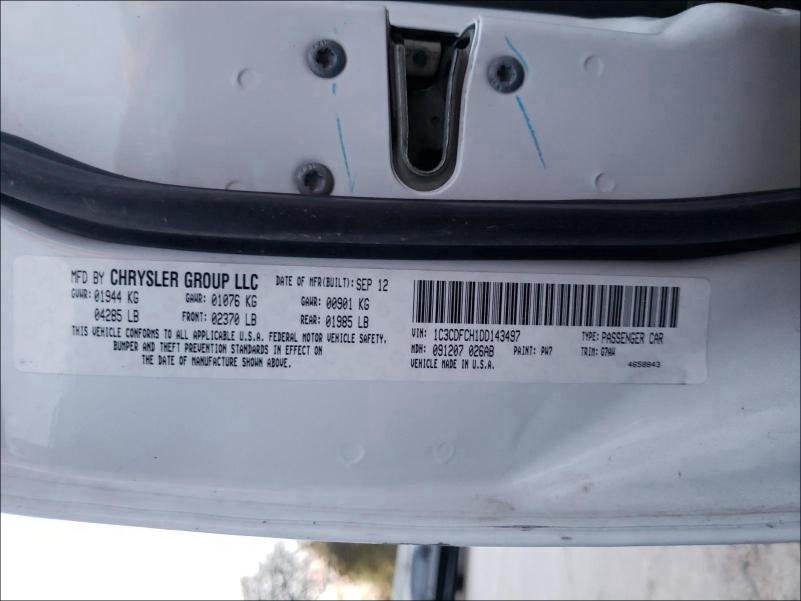 MFD BY CHRYSLER GROUP LLC DATE OF MFR(BUILT): SEP 12
GVWR: 01944 KG GAWR: 01076 KG GAWR: 00901 KG
04285 LB FRONT: 02370 LB REAR: 01985 LB
THIS VEHICLE CONFORMS TO ALL APPLICABLE U.S.A. FEDERAL MOTOR VEHICLE SAFETY,
BUMPER AND THEFT PREVENTION STANDARDS IN EFFECT ON
THE DATE OF MANUFACTURE SHOWN ABOVE.
VIN: 1C3CDFCH1DD143497 TYPE: PASSENGER CAR
MDH: 091207 026AB PAINT: PW7 TRIM: G7AW
VEHICLE MADE IN U.S.A. 4658843